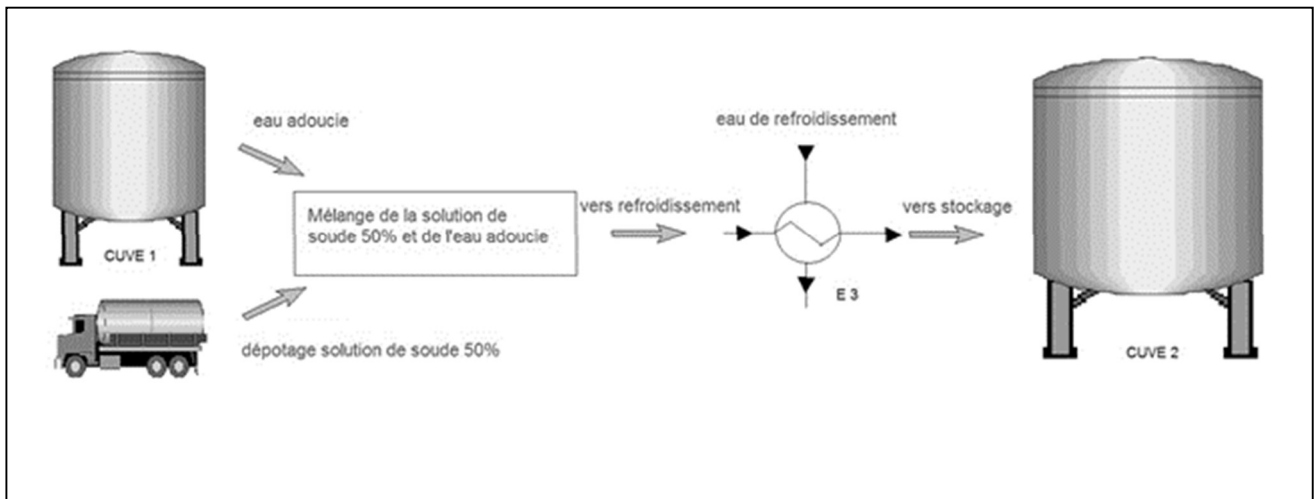 eau adoucie
CUVE 1
Mélange de la solution de
soude 50% et de l'eau adoucie
dépotage solution de soude 50%
vers refroidissement
eau de refroidissement
E 3
vers stockage
CUVE 2